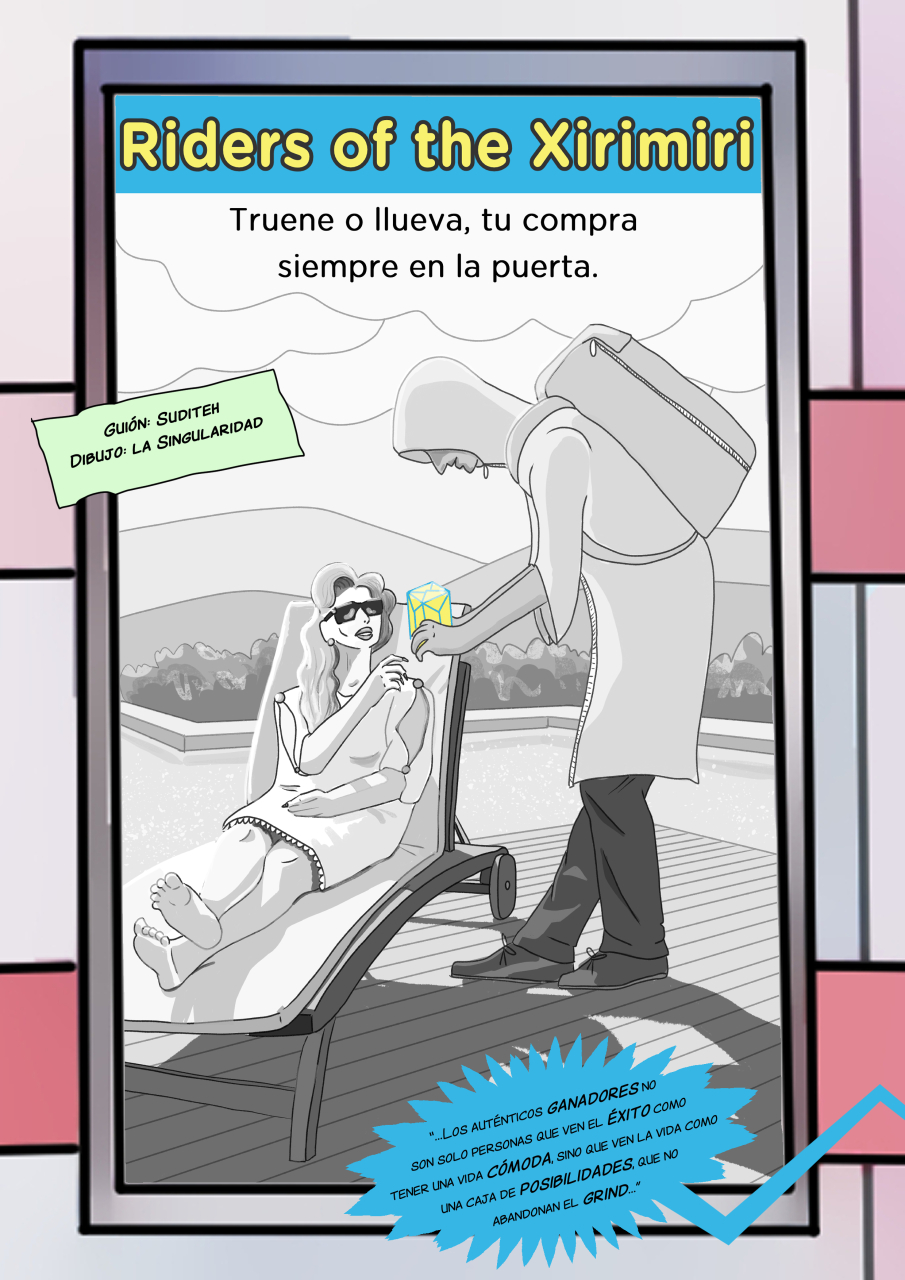 Riders of the Xirimiri
Truene o llueva, tu compra
siempre en la puerta.
Guión: Suditeh
Dibujo: la Singularidad
"...Los auténticos ganadores no
son solo personas que ven el éxito como
tener una vida cómoda, sino que ven la vida como
una caja de posibilidades, que no
abandonan el grind..."